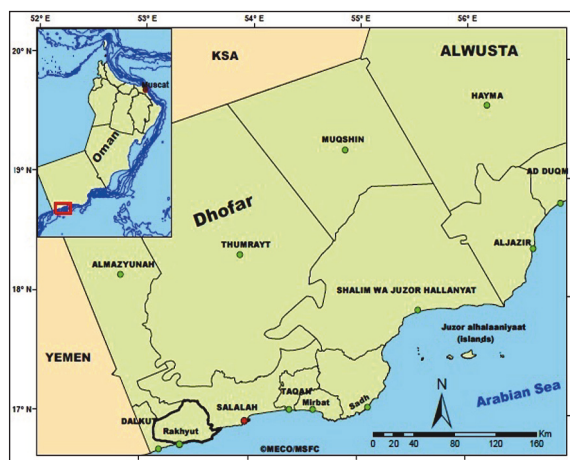 52°E 53°E 54°E 55°E 56°E
20°N
19°N
18°N
17°N
Muscat
Oman
KSA
ALWUSTA
HAYMA
MUQSHIN
AD DUQM
Dhofar
THUMRAYT
ALJAZIR
ALMAZYUNAH
SHALIM WA JUZOR HALLANYAT
Juzor alhalaaniyaat
(islands)
YEMEN
Arabian Sea
N
TAQAH
Mirbat
Sadh
SALALAH
DALKUT
Rakhyut
©MECO/MSFC
0 20 40 80 120 160
Km